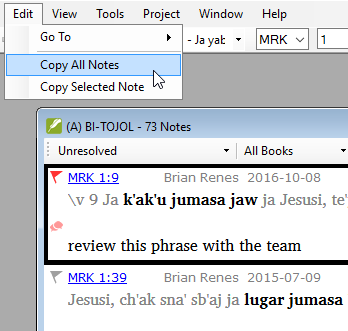 Edit View Tools Project Window Help
Go To
- Ja yal MRK 1
Copy All Notes
Copy Selected Note
(A) BI-TOJOL - 73 Notes
Unresolved All Books
MRK 1:9 Brian Renes 2016-10-08
\v 9 Ja k'ak'u jumasa jaw ja Jesusi, te'
review this phrase with the team
MRK 1:39 Brian Renes 2015-07-09
Jesusi, ch'ak sna' sb'aj ja lugar jumasa